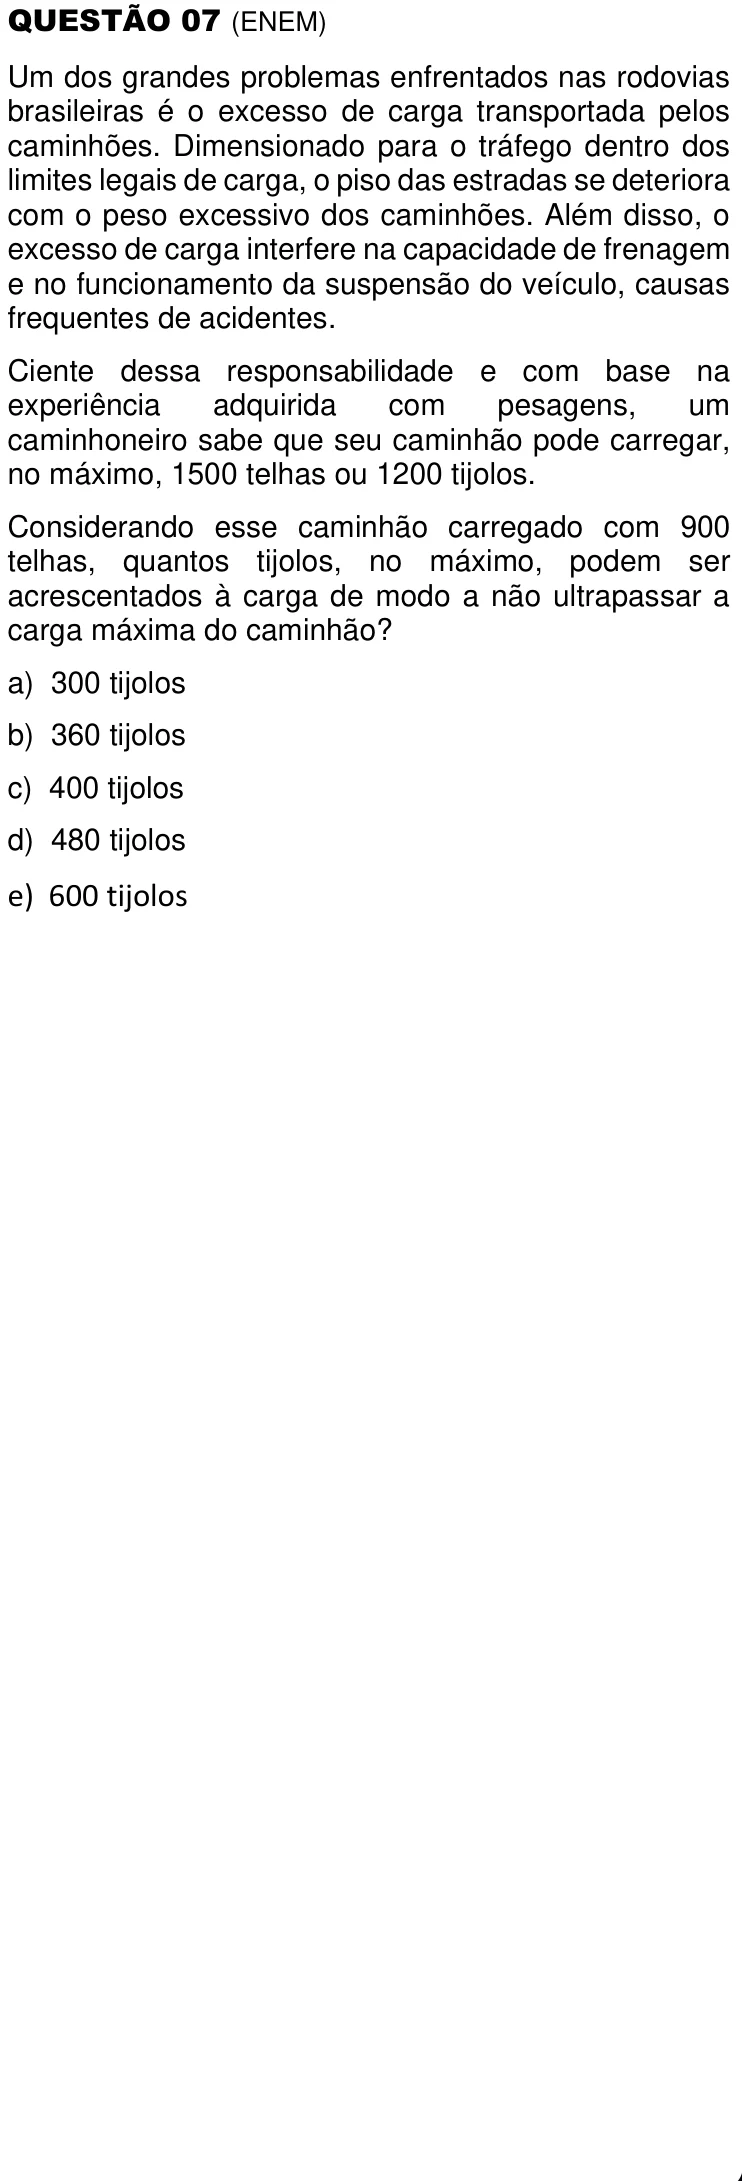 QUESTÃO 07 (ENEM)
Um dos grandes problemas enfrentados nas rodovias
brasileiras é o excesso de carga transportada pelos
caminhões. Dimensionado para o tráfego dentro dos
limites legais de carga, o piso das estradas se deteriora
com o peso excessivo dos caminhões. Além disso, o
excesso de carga interfere na capacidade de frenagem
e no funcionamento da suspensão do veículo, causas
frequentes de acidentes.
Ciente dessa responsabilidade e com base na
experiência adquirida com pesagens, um
caminhoneiro sabe que seu caminhão pode carregar,
no máximo, 1500 telhas ou 1200 tijolos.
Considerando esse caminhão carregado com 900
telhas, quantos tijolos, no máximo, podem ser
acrescentados à carga de modo a não ultrapassar a
carga máxima do caminhão?
a) 300 tijolos
b) 360 tijolos
c) 400 tijolos
d) 480 tijolos
e) 600 tijolos